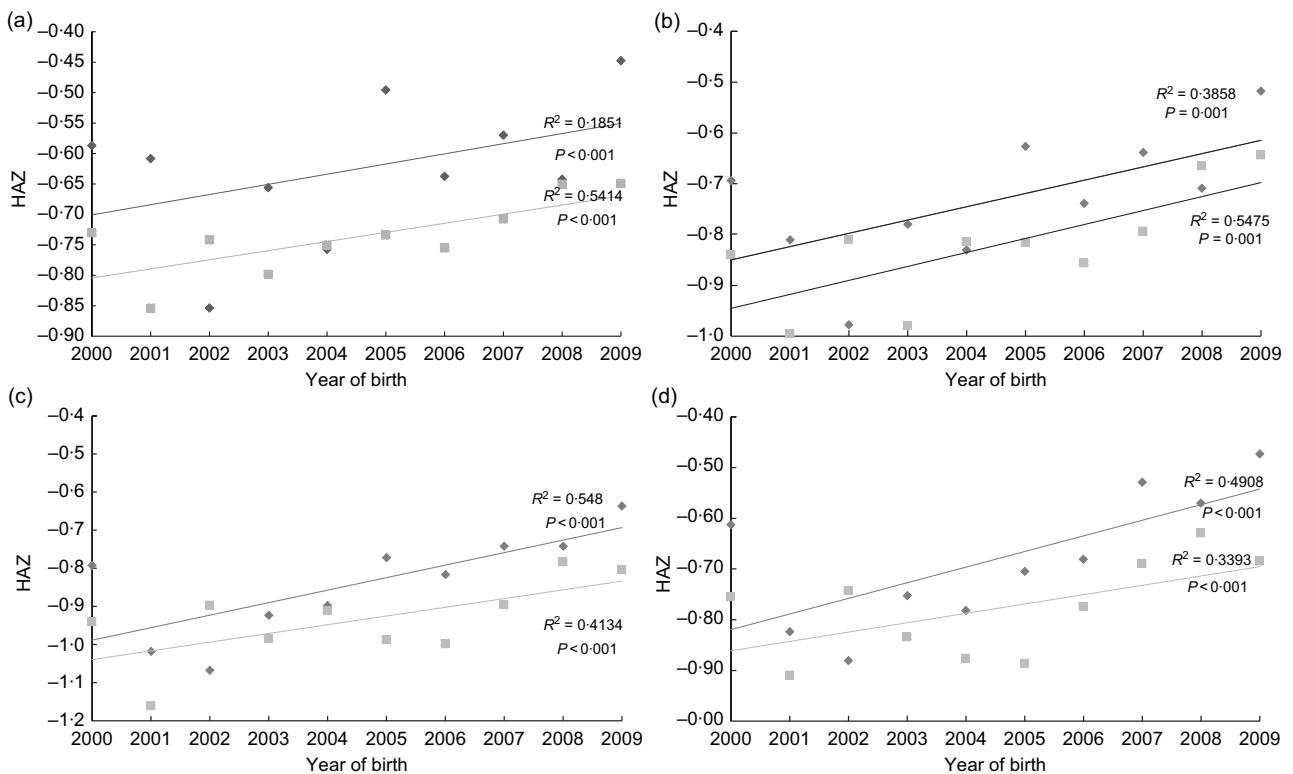 (a)
–0·40
–0·45
–0·50
–0·55
–0·60
–0·65
–0·70
–0·75
–0·80
–0·85
–0·90
HAZ
R² = 0·1851
P < 0·001
R² = 0·5414
P < 0·001
2000 2001 2002 2003 2004 2005 2006 2007 2008 2009
Year of birth
(b)
–0·4
–0·5
–0·6
–0·7
–0·8
–0·9
–1·0
HAZ
R² = 0·3858
P = 0·001
R² = 0·5475
P = 0·001
2000 2001 2002 2003 2004 2005 2006 2007 2008 2009
Year of birth
(c)
–0·4
–0·5
–0·6
–0·7
–0·8
–0·9
–1·0
–1·1
–1·2
HAZ
R² = 0·548
P < 0·001
R² = 0·4134
P < 0·001
2000 2001 2002 2003 2004 2005 2006 2007 2008 2009
Year of birth
(d)
–0·40
–0·50
–0·60
–0·70
–0·80
–0·90
–0·00
HAZ
R² = 0·4908
P < 0·001
R² = 0·3393
P < 0·001
2000 2001 2002 2003 2004 2005 2006 2007 2008 2009
Year of birth